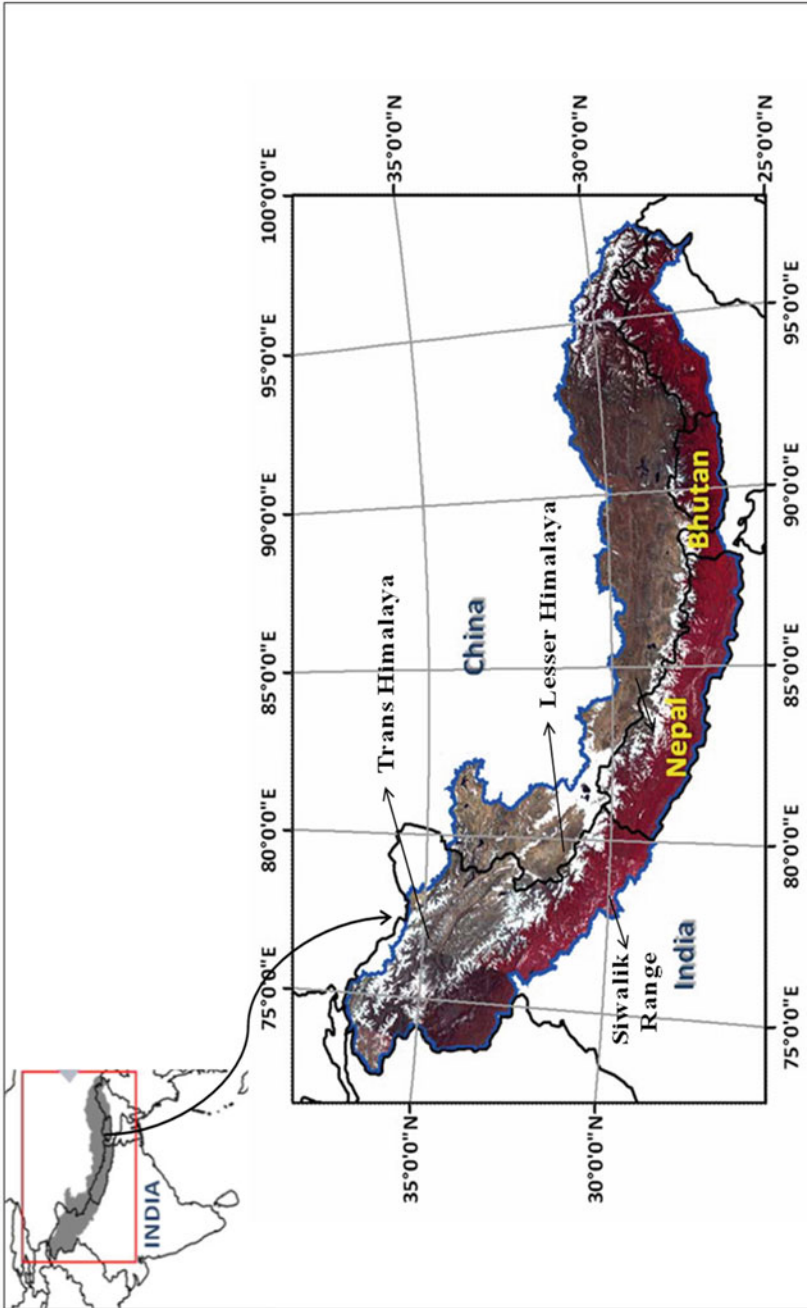 INDIA
75°0'0"E
80°0'0"E
85°0'0"E
90°0'0"E
95°0'0"E
100°0'0"E
35°0'0"N
30°0'0"N
35°0'0"N
30°0'0"N
25°0'0"N
Trans Himalaya
China
Lesser Himalaya
Siwalik
Range
India
Nepal
Bhutan
75°0'0"E
80°0'0"E
85°0'0"E
90°0'0"E
95°0'0"E